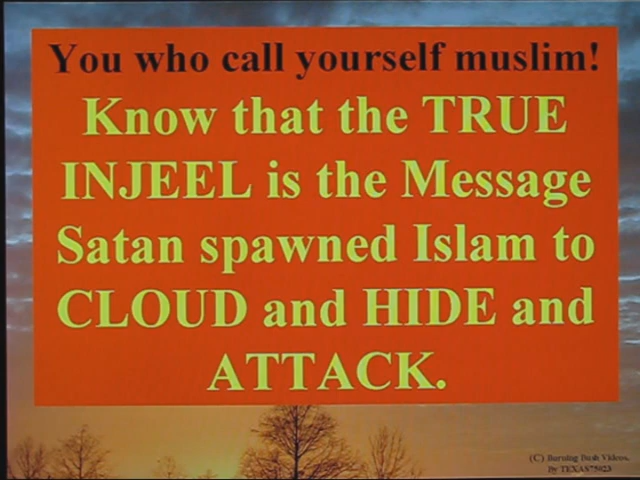 You who call yourself muslim!
Know that the TRUE
INJEEL is the Message
Satan spawned Islam to
CLOUD and HIDE and
ATTACK.
(C) Burning Bush Videos.
By TEXAS75023